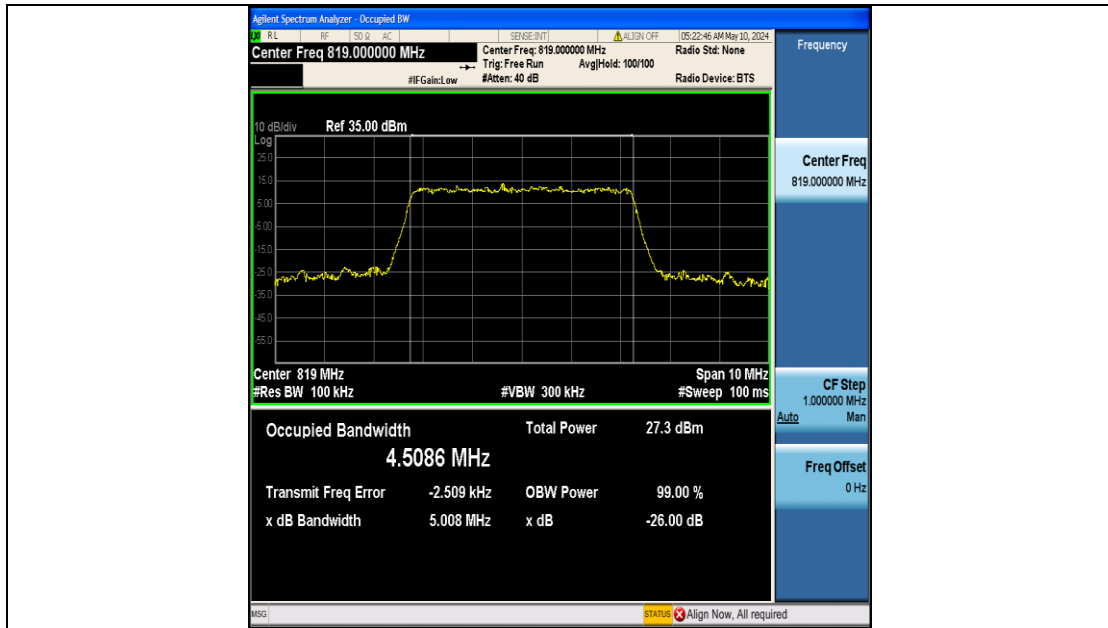 Agilent Spectrum Analyzer - Occupied BW
RL RF 50 Ω AC SENSE:INT ALIGN OFF 05:22:46 AM May 10, 2024
Center Freq 819.000000 MHz
Center Freq: 819.000000 MHz Radio Std: None
Trig: Free Run Avg|Hold: 100/100
#IFGain:Low #Atten: 40 dB Radio Device: BTS
10 dB/div Ref 35.00 dBm
Log
25.0
15.0
5.00
-5.00
-15.0
-25.0
-35.0
-45.0
-55.0
Center 819 MHz Span 10 MHz
#Res BW 100 kHz #VBW 300 kHz #Sweep 100 ms
Occupied Bandwidth Total Power 27.3 dBm
4.5086 MHz
Transmit Freq Error -2.509 kHz OBW Power 99.00 %
x dB Bandwidth 5.008 MHz x dB -26.00 dB
Frequency
Center Freq
819.000000 MHz
CF Step
1.000000 MHz
Auto Man
Freq Offset
0 Hz
MSG STATUS Align Now, All required